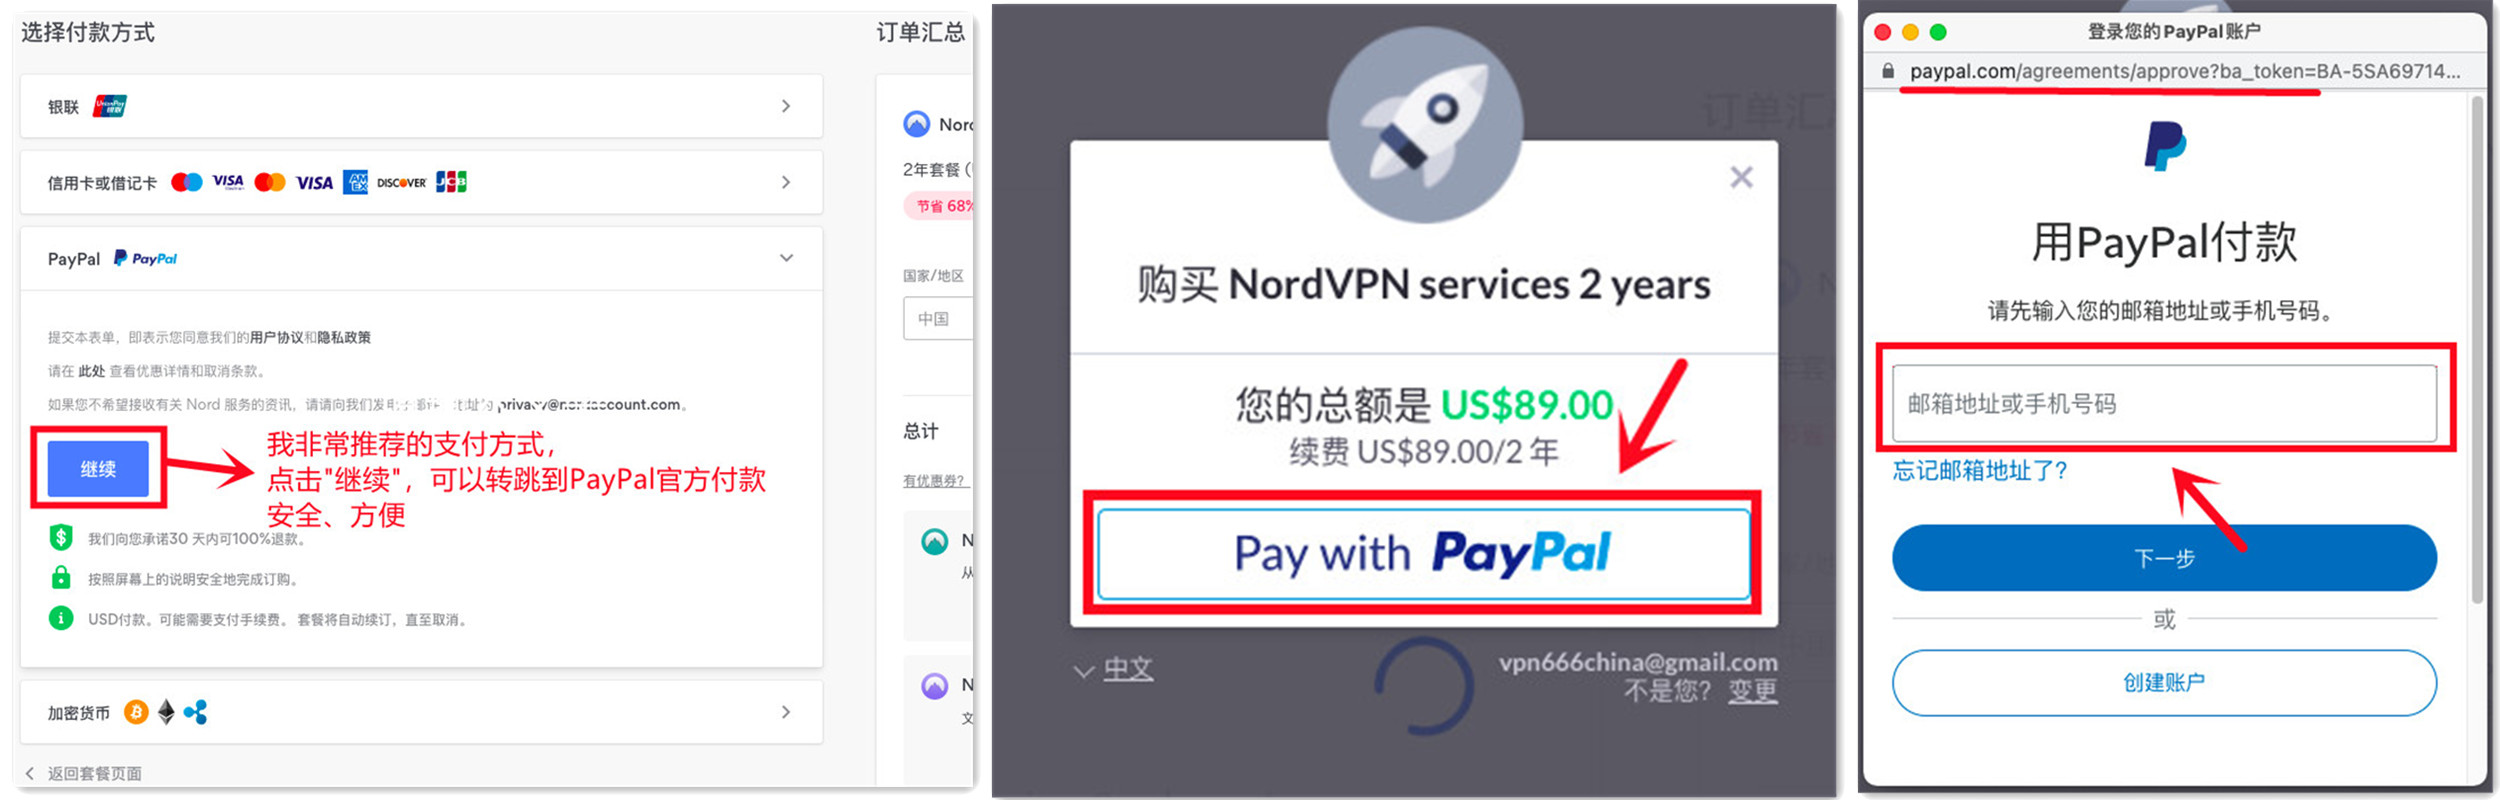 选择付款方式
银联 UnionPay 银联
信用卡或借记卡 VISA VISA AMEX DISCOVER JCB
PayPal PayPal
提交本表单，即表示您同意我们的用户协议和隐私政策
请在 此处 查看优惠详情和取消条款。
如果您不希望接收有关 Nord 服务的资讯，请请向我们发
继续
我非常推荐的支付方式，
点击"继续"，可以转跳到PayPal官方付款
安全、方便
我们向您承诺30 天内可100%退款。
按照屏幕上的说明安全地完成订购。
USD付款。可能需要支付手续费。 套餐将自动续订，直至取消。
加密货币
返回套餐页面
订单汇总
Nord
2年套餐
节省 68%
国家/地区
中国
总计
有优惠券？
N
从
N
文
购买 NordVPN services 2 years
您的总额是 US$89.00
续费 US$89.00/2 年
Pay with PayPal
中文
vpn666china@gmail.com
不是您？ 变更
登录您的PayPal账户
paypal.com/agreements/approve?ba_token=BA-5SA69714...
用PayPal付款
请先输入您的邮箱地址或手机号码。
邮箱地址或手机号码
忘记邮箱地址了？
下一步
或
创建账户